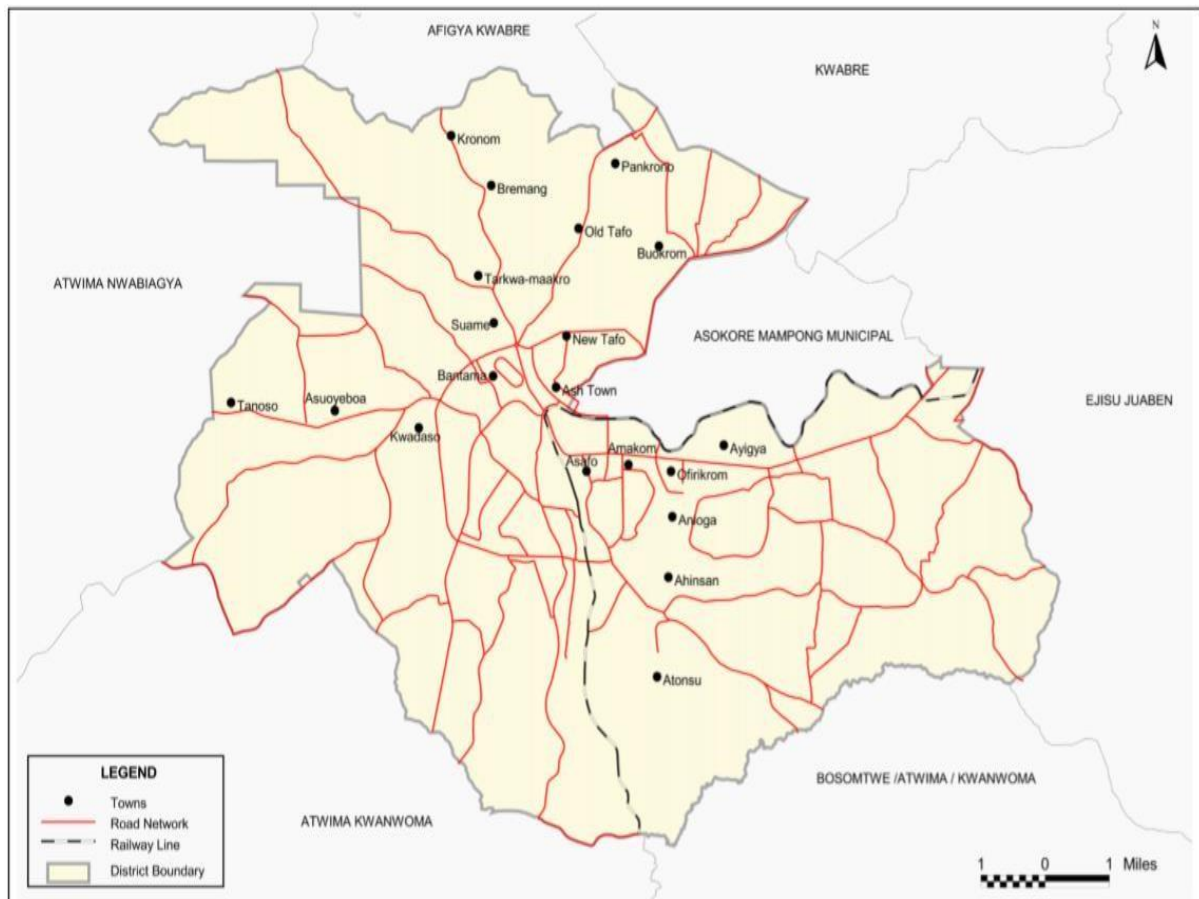 AFIGYA KWABRE
N
KWABRE
Kronom
Pankrono
Bremang
Old Tafo
Buokrom
Tarkwa-maakro
ATWIMA NWABIAGYA
Suame
New Tafo
ASOKORE MAMPONG MUNICIPAL
Bantama
Ash Town
Asuoyeboa
Tanoso
EJISU JUABEN
Kwadaso
Amakom
Ayigya
Asafo
Ofirikrom
Anloga
Ahinsan
Atonsu
LEGEND
Towns
Road Network
Railway Line
District Boundary
ATWIMA KWANWOMA
BOSOMTWE /ATWIMA / KWANWOMA
1 0 1 Miles